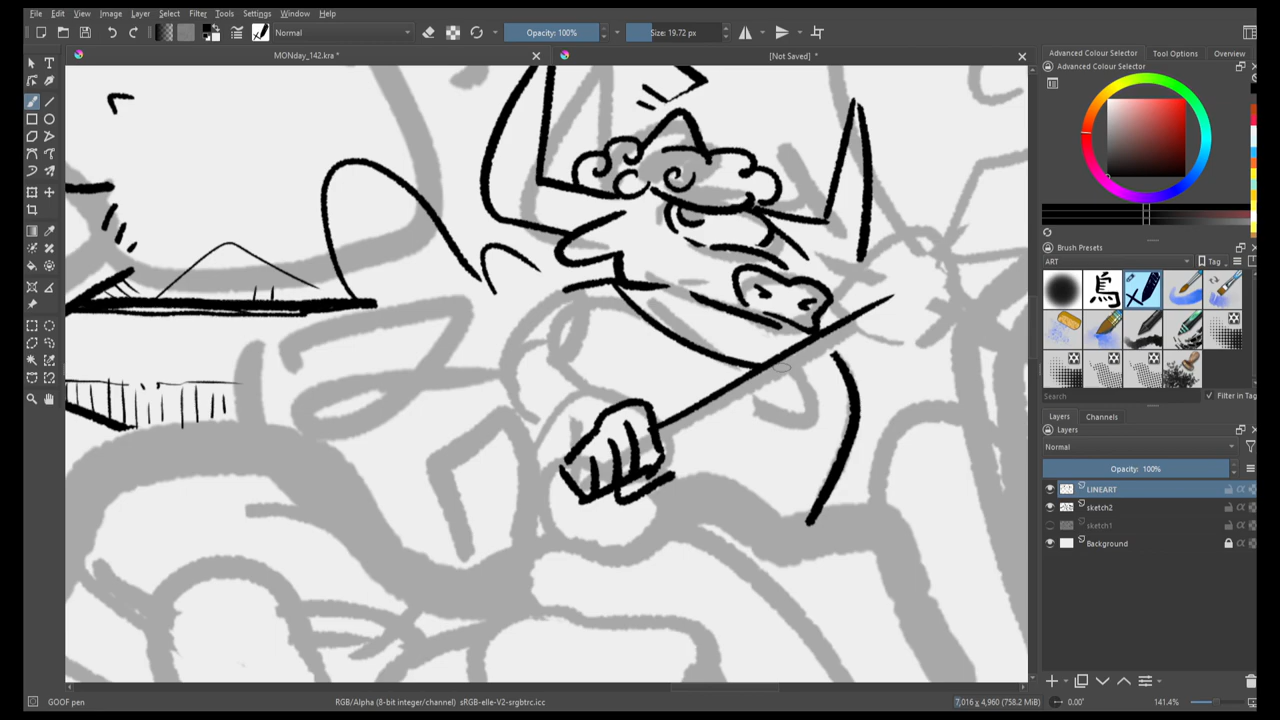 File Edit View Image Layer Select Filter Tools Settings Window Help
Normal Opacity: 100% Size: 19.72 px
MONday_142.kra * [Not Saved] *
Advanced Colour Selector Tool Options Overview
Advanced Colour Selector
Brush Presets
ART Tag
鳥
Search Filter in Tag
Layers Channels
Layers
Normal
Opacity: 100%
LINEART
sketch2
sketch1
Background
GOOF pen RGB/Alpha (8-bit integer/channel) sRGB-elle-V2-srgbtrc.icc 7,016 x 4,960 (758.2 MiB) 0.00° 141.4%